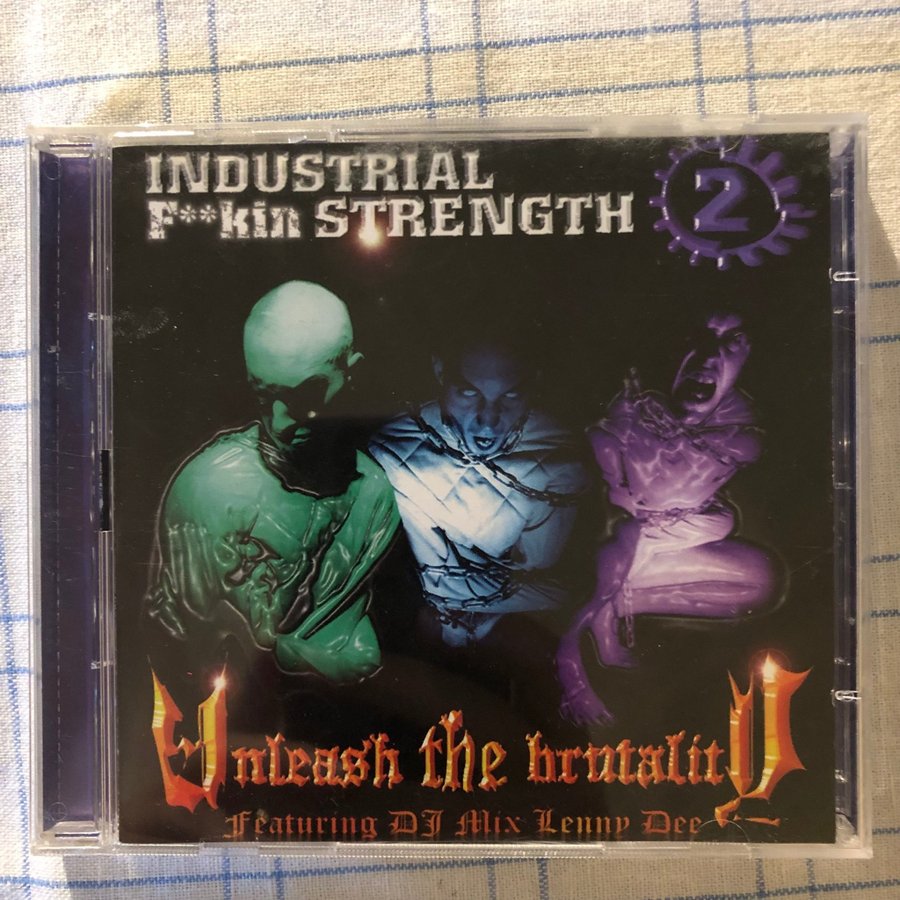 INDUSTRIAL
F**kin STRENGTH
2
Unleash the brutality
Featuring DJ Mix Lenny Dee